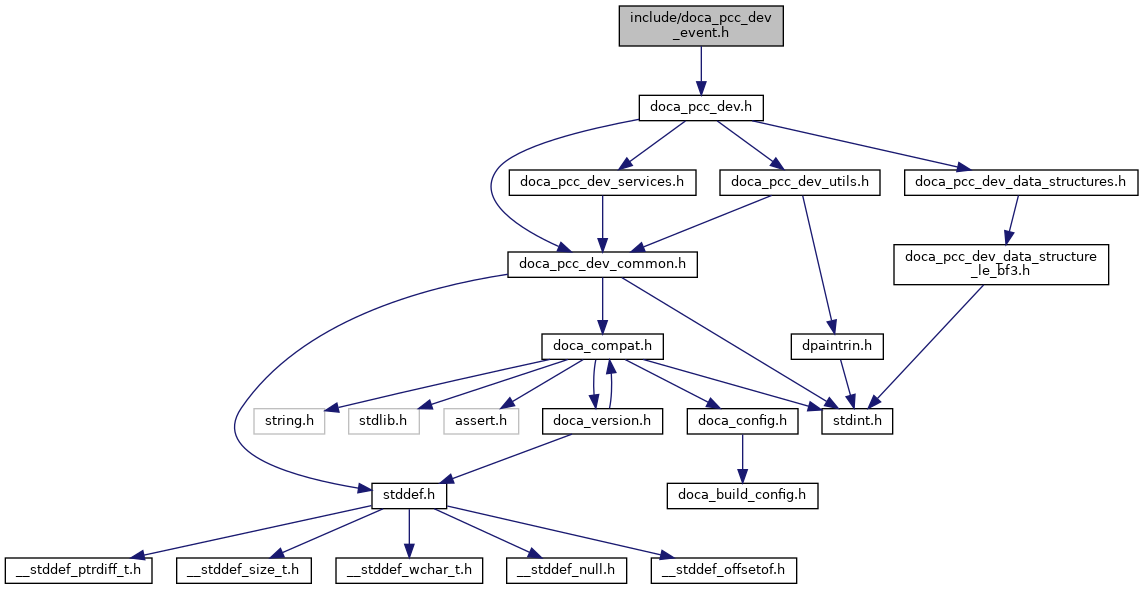 include/doca_pcc_dev
_event.h
doca_pcc_dev.h
doca_pcc_dev_services.h
doca_pcc_dev_utils.h
doca_pcc_dev_data_structures.h
doca_pcc_dev_common.h
doca_pcc_dev_data_structure
_le_bf3.h
doca_compat.h
dpaintrin.h
string.h
stdlib.h
assert.h
doca_version.h
doca_config.h
stdint.h
stddef.h
doca_build_config.h
__stddef_ptrdiff_t.h
__stddef_size_t.h
__stddef_wchar_t.h
__stddef_null.h
__stddef_offsetof.h